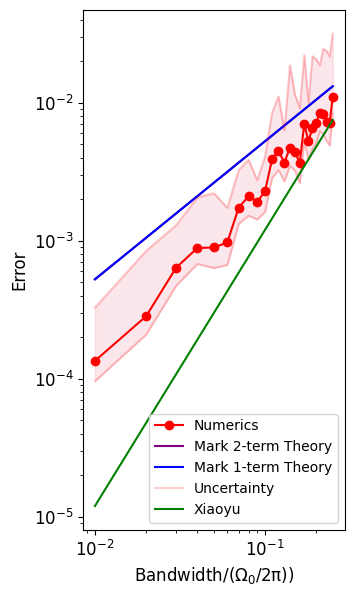 Error
10⁻²
10⁻³
10⁻⁴
10⁻⁵
Numerics
Mark 2-term Theory
Mark 1-term Theory
Uncertainty
Xiaoyu
10⁻² 10⁻¹
Bandwidth/(Ω₀/2π))